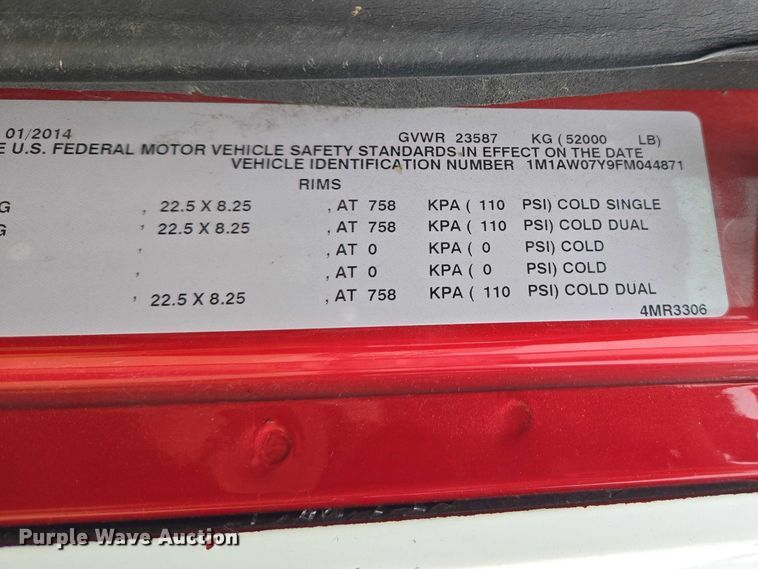 01/2014 GVWR 23587 KG (52000 LB)
E U.S. FEDERAL MOTOR VEHICLE SAFETY STANDARDS IN EFFECT ON THE DATE
VEHICLE IDENTIFICATION NUMBER 1M1AW07Y9FM044871
RIMS
G , 22.5 X 8.25 , AT 758 KPA ( 110 PSI) COLD SINGLE
G , 22.5 X 8.25 , AT 758 KPA ( 110 PSI) COLD DUAL
, , AT 0 KPA ( 0 PSI) COLD
, , AT 0 KPA ( 0 PSI) COLD
, 22.5 X 8.25 , AT 758 KPA ( 110 PSI) COLD DUAL
4MR3306
Purple Wave Auction